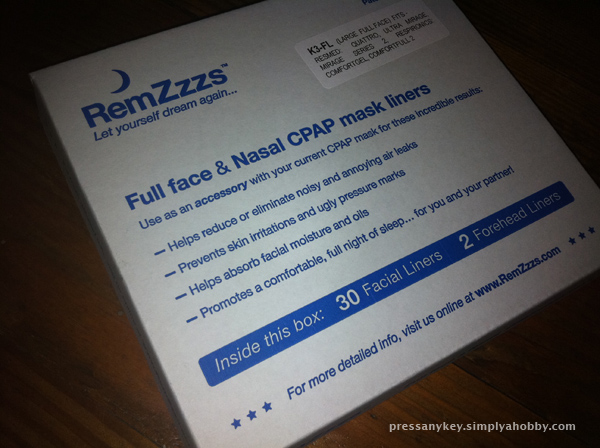 K3-FL (LARGE, FULL-FACE) FITS:
RESMED: QUATTRO, ULTRA MIRAGE,
MIRAGE SERIES 2, RESPIRONICS:
COMFORTGEL, COMFORTFULL 2
RemZzzs™
Let yourself dream again...
Full face & Nasal CPAP mask liners
Use as an accessory with your current CPAP mask for these incredible results:
– Helps reduce or eliminate noisy and annoying air leaks
– Prevents skin irritations and ugly pressure marks
– Helps absorb facial moisture and oils
– Promotes a comfortable, full night of sleep... for you and your partner!
Inside this box: 30 Facial Liners 2 Forehead Liners
★★★ For more detailed info, visit us online at www.RemZzzs.com ★★★
pressanykey.simplyahobby.com